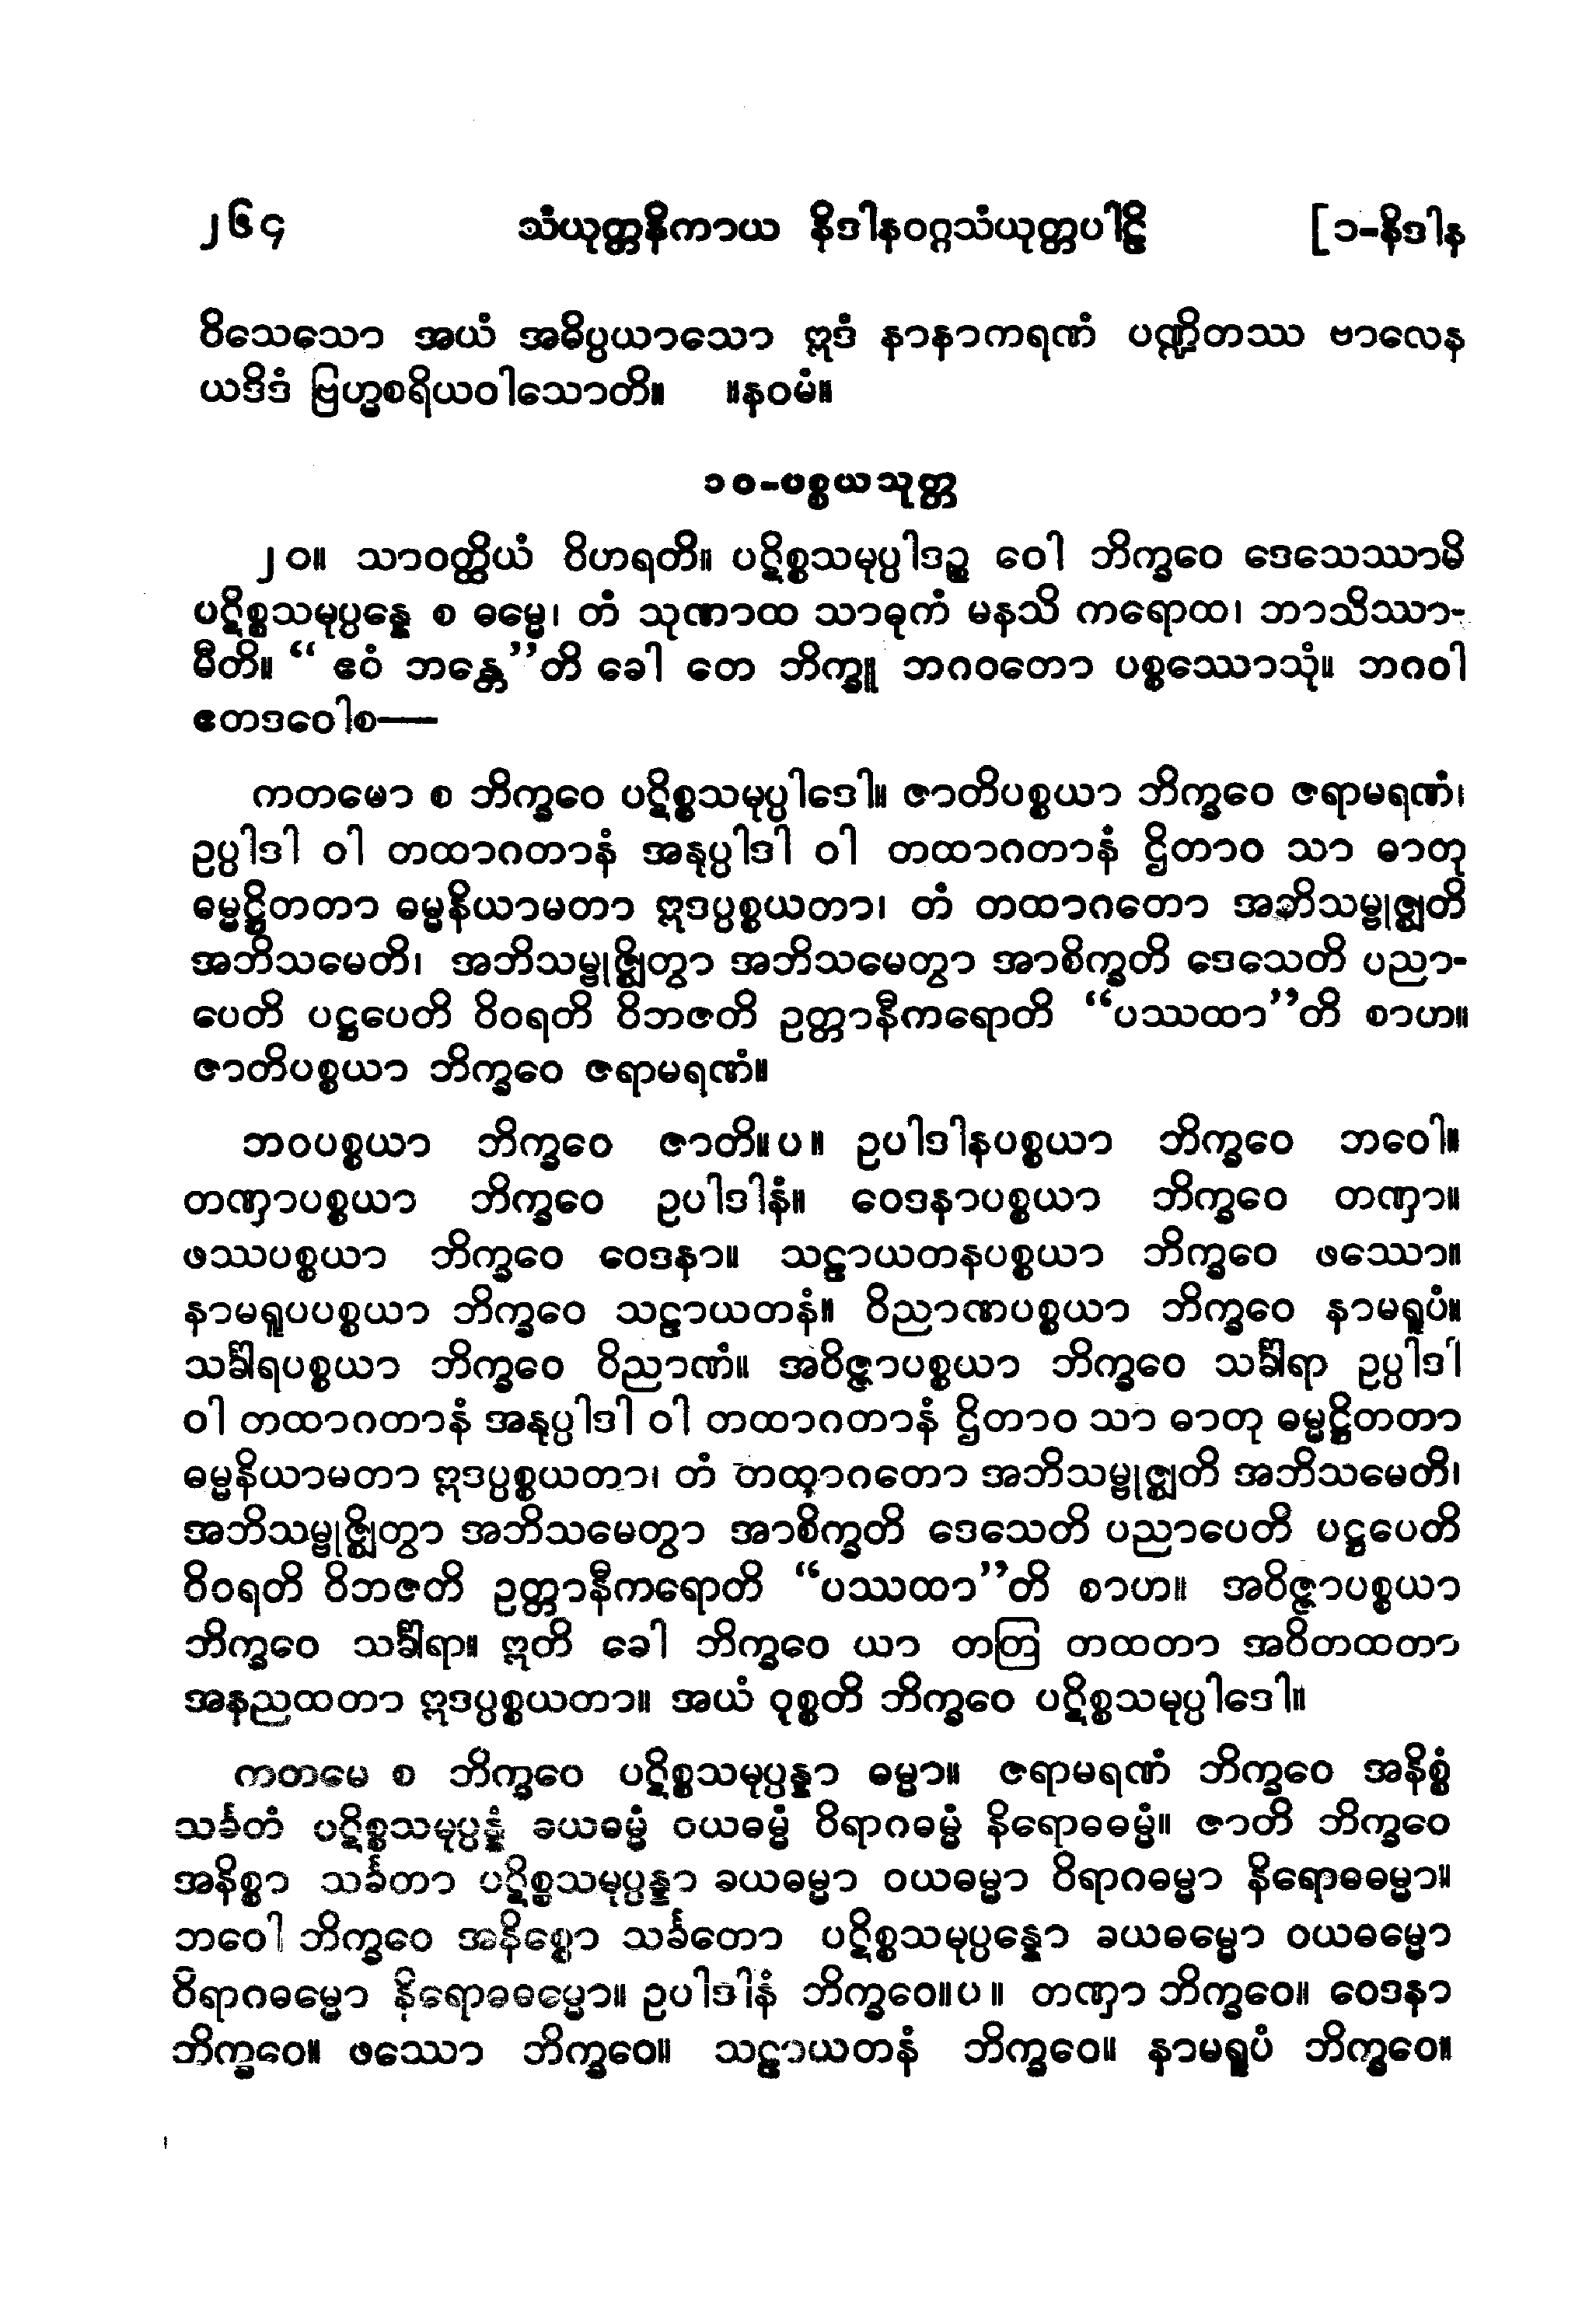 ၂၆၄ သံယုတ္တနိကာယ နိဒါနဝဂ္ဂသံယုတ္တပါဠိ [၁-နိဒါန
ဝိသေသော အယံ အဓိပ္ပယာသော ဣဒံ နာနာကရဏံ ပဏ္ဍိတဿ ဗာလေန
ယဒိဒံ ဗြဟ္မစရိယဝါသောတိ။ ။နဝမံ။
၁၀-ပစ္စယသုတ္တ
၂၀။ သာဝတ္ထိယံ ဝိဟရတိ။ ပဋိစ္စသမုပ္ပါဒဉ္စ ဝေါ ဘိက္ခဝေ ဒေသေဿာမိ
ပဋိစ္စသမုပ္ပန္နေ စ ဓမ္မေ၊ တံ သုဏာထ သာဓုကံ မနသိ ကရောထ၊ ဘာသိဿာ-
မီတိ။ “ ဧဝံ ဘန္တေ”တိ ခေါ တေ ဘိက္ခူ ဘဂဝတော ပစ္စဿောသုံ။ ဘဂဝါ
ဧတဒဝေါစ—
ကတမော စ ဘိက္ခဝေ ပဋိစ္စသမုပ္ပါဒေါ။ ဇာတိပစ္စယာ ဘိက္ခဝေ ဇရာမရဏံ၊
ဥပ္ပါဒါ ဝါ တထာဂတာနံ အနုပ္ပါဒါ ဝါ တထာဂတာနံ ဌိတာဝ သာ ဓာတု
ဓမ္မဋ္ဌိတတာ ဓမ္မနိယာမတာ ဣဒပ္ပစ္စယတာ၊ တံ တထာဂတော အဘိသမ္ဗုဇ္ဈတိ
အဘိသမေတိ၊ အဘိသမ္ဗုဇ္ဈိတွာ အဘိသမေတွာ အာစိက္ခတိ ဒေသေတိ ပညာ-
ပေတိ ပဋ္ဌပေတိ ဝိဝရတိ ဝိဘဇတိ ဥတ္တာနီကရောတိ “ပဿထာ”တိ စာဟ။
ဇာတိပစ္စယာ ဘိက္ခဝေ ဇရာမရဏံ။
ဘဝပစ္စယာ ဘိက္ခဝေ ဇာတိ။ပ။ ဥပါဒါနပစ္စယာ ဘိက္ခဝေ ဘဝေါ။
တဏှာပစ္စယာ ဘိက္ခဝေ ဥပါဒါနံ။ ဝေဒနာပစ္စယာ ဘိက္ခဝေ တဏှာ။
ဖဿပစ္စယာ ဘိက္ခဝေ ဝေဒနာ။ သဠာယတနပစ္စယာ ဘိက္ခဝေ ဖဿော။
နာမရူပပစ္စယာ ဘိက္ခဝေ သဠာယတနံ။ ဝိညာဏပစ္စယာ ဘိက္ခဝေ နာမရူပံ။
သင်္ခါရပစ္စယာ ဘိက္ခဝေ ဝိညာဏံ။ အဝိဇ္ဇာပစ္စယာ ဘိက္ခဝေ သင်္ခါရာ ဥပ္ပါဒါ
ဝါ တထာဂတာနံ အနုပ္ပါဒါ ဝါ တထာဂတာနံ ဌိတာဝ သာ ဓာတု ဓမ္မဋ္ဌိတတာ
ဓမ္မနိယာမတာ ဣဒပ္ပစ္စယတာ၊ တံ တထာဂတော အဘိသမ္ဗုဇ္ဈတိ အဘိသမေတိ၊
အဘိသမ္ဗုဇ္ဈိတွာ အဘိသမေတွာ အာစိက္ခတိ ဒေသေတိ ပညာပေတိ ပဋ္ဌပေတိ
ဝိဝရတိ ဝိဘဇတိ ဥတ္တာနီကရောတိ “ပဿထာ”တိ စာဟ။ အဝိဇ္ဇာပစ္စယာ
ဘိက္ခဝေ သင်္ခါရာ။ ဣတိ ခေါ ဘိက္ခဝေ ယာ တတြ တထတာ အဝိတထတာ
အနညထတာ ဣဒပ္ပစ္စယတာ။ အယံ ဝုစ္စတိ ဘိက္ခဝေ ပဋိစ္စသမုပ္ပါဒေါ။
ကတမေ စ ဘိက္ခဝေ ပဋိစ္စသမုပ္ပန္နာ ဓမ္မာ။ ဇရာမရဏံ ဘိက္ခဝေ အနိစ္စံ
သင်္ခတံ ပဋိစ္စသမုပ္ပန္နံ ခယဓမ္မံ ဝယဓမ္မံ ဝိရာဂဓမ္မံ နိရောဓဓမ္မံ။ ဇာတိ ဘိက္ခဝေ
အနိစ္စာ သင်္ခတာ ပဋိစ္စသမုပ္ပန္နာ ခယဓမ္မာ ဝယဓမ္မာ ဝိရာဂဓမ္မာ နိရောဓဓမ္မာ။
ဘဝေါ ဘိက္ခဝေ အနိစ္စော သင်္ခတော ပဋိစ္စသမုပ္ပန္နော ခယဓမ္မော ဝယဓမ္မော
ဝိရာဂဓမ္မော နိရောဓဓမ္မော။ ဥပါဒါနံ ဘိက္ခဝေ။ပ။ တဏှာ ဘိက္ခဝေ။ ဝေဒနာ
ဘိက္ခဝေ။ ဖဿော ဘိက္ခဝေ။ သဠာယတနံ ဘိက္ခဝေ။ နာမရူပံ ဘိက္ခဝေ။